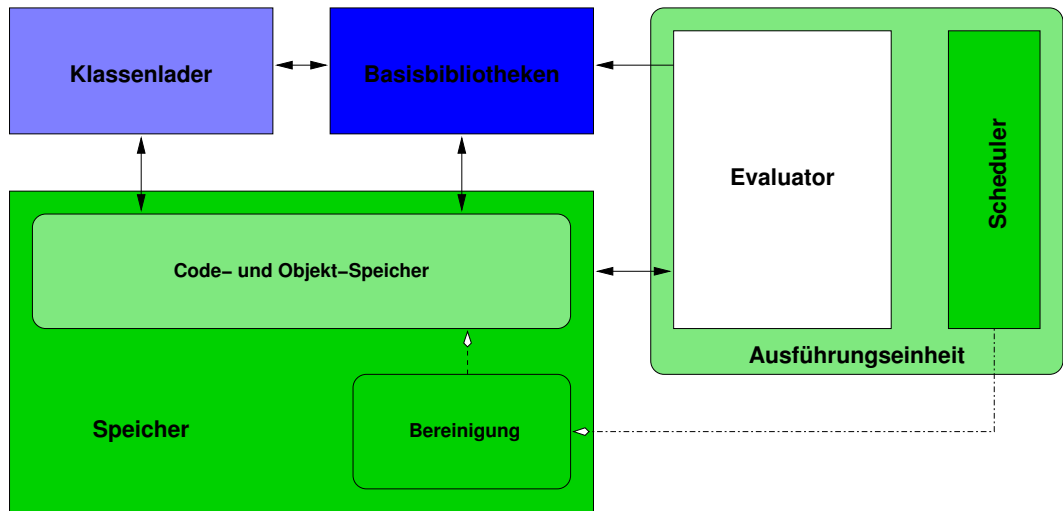 Klassenlader
Basisbibliotheken
Evaluator
Scheduler
Ausführungseinheit
Code– und Objekt–Speicher
Speicher
Bereinigung